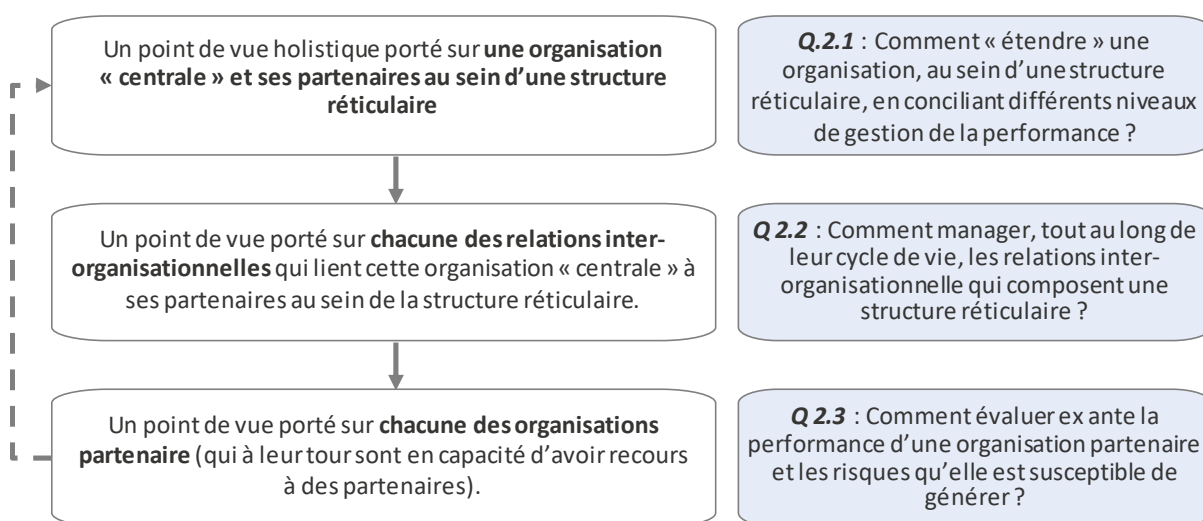 Un point de vue holistique porté sur une organisation
« centrale » et ses partenaires au sein d'une structure
réticulaire
Q.2.1 : Comment « étendre » une
organisation, au sein d'une structure
réticulaire, en conciliant différents niveaux
de gestion de la performance ?
Un point de vue porté sur chacune des relations inter-
organisationnelles qui lient cette organisation « centrale » à
ses partenaires au sein de la structure réticulaire.
Q 2.2 : Comment manager, tout au long de
leur cycle de vie, les relations inter-
organisationnelle qui composent une
structure réticulaire ?
Un point de vue porté sur chacune des organisations
partenaire (qui à leur tour sont en capacité d'avoir recours
à des partenaires).
Q 2.3 : Comment évaluer ex ante la
performance d'une organisation partenaire
et les risques qu'elle est susceptible de
générer ?